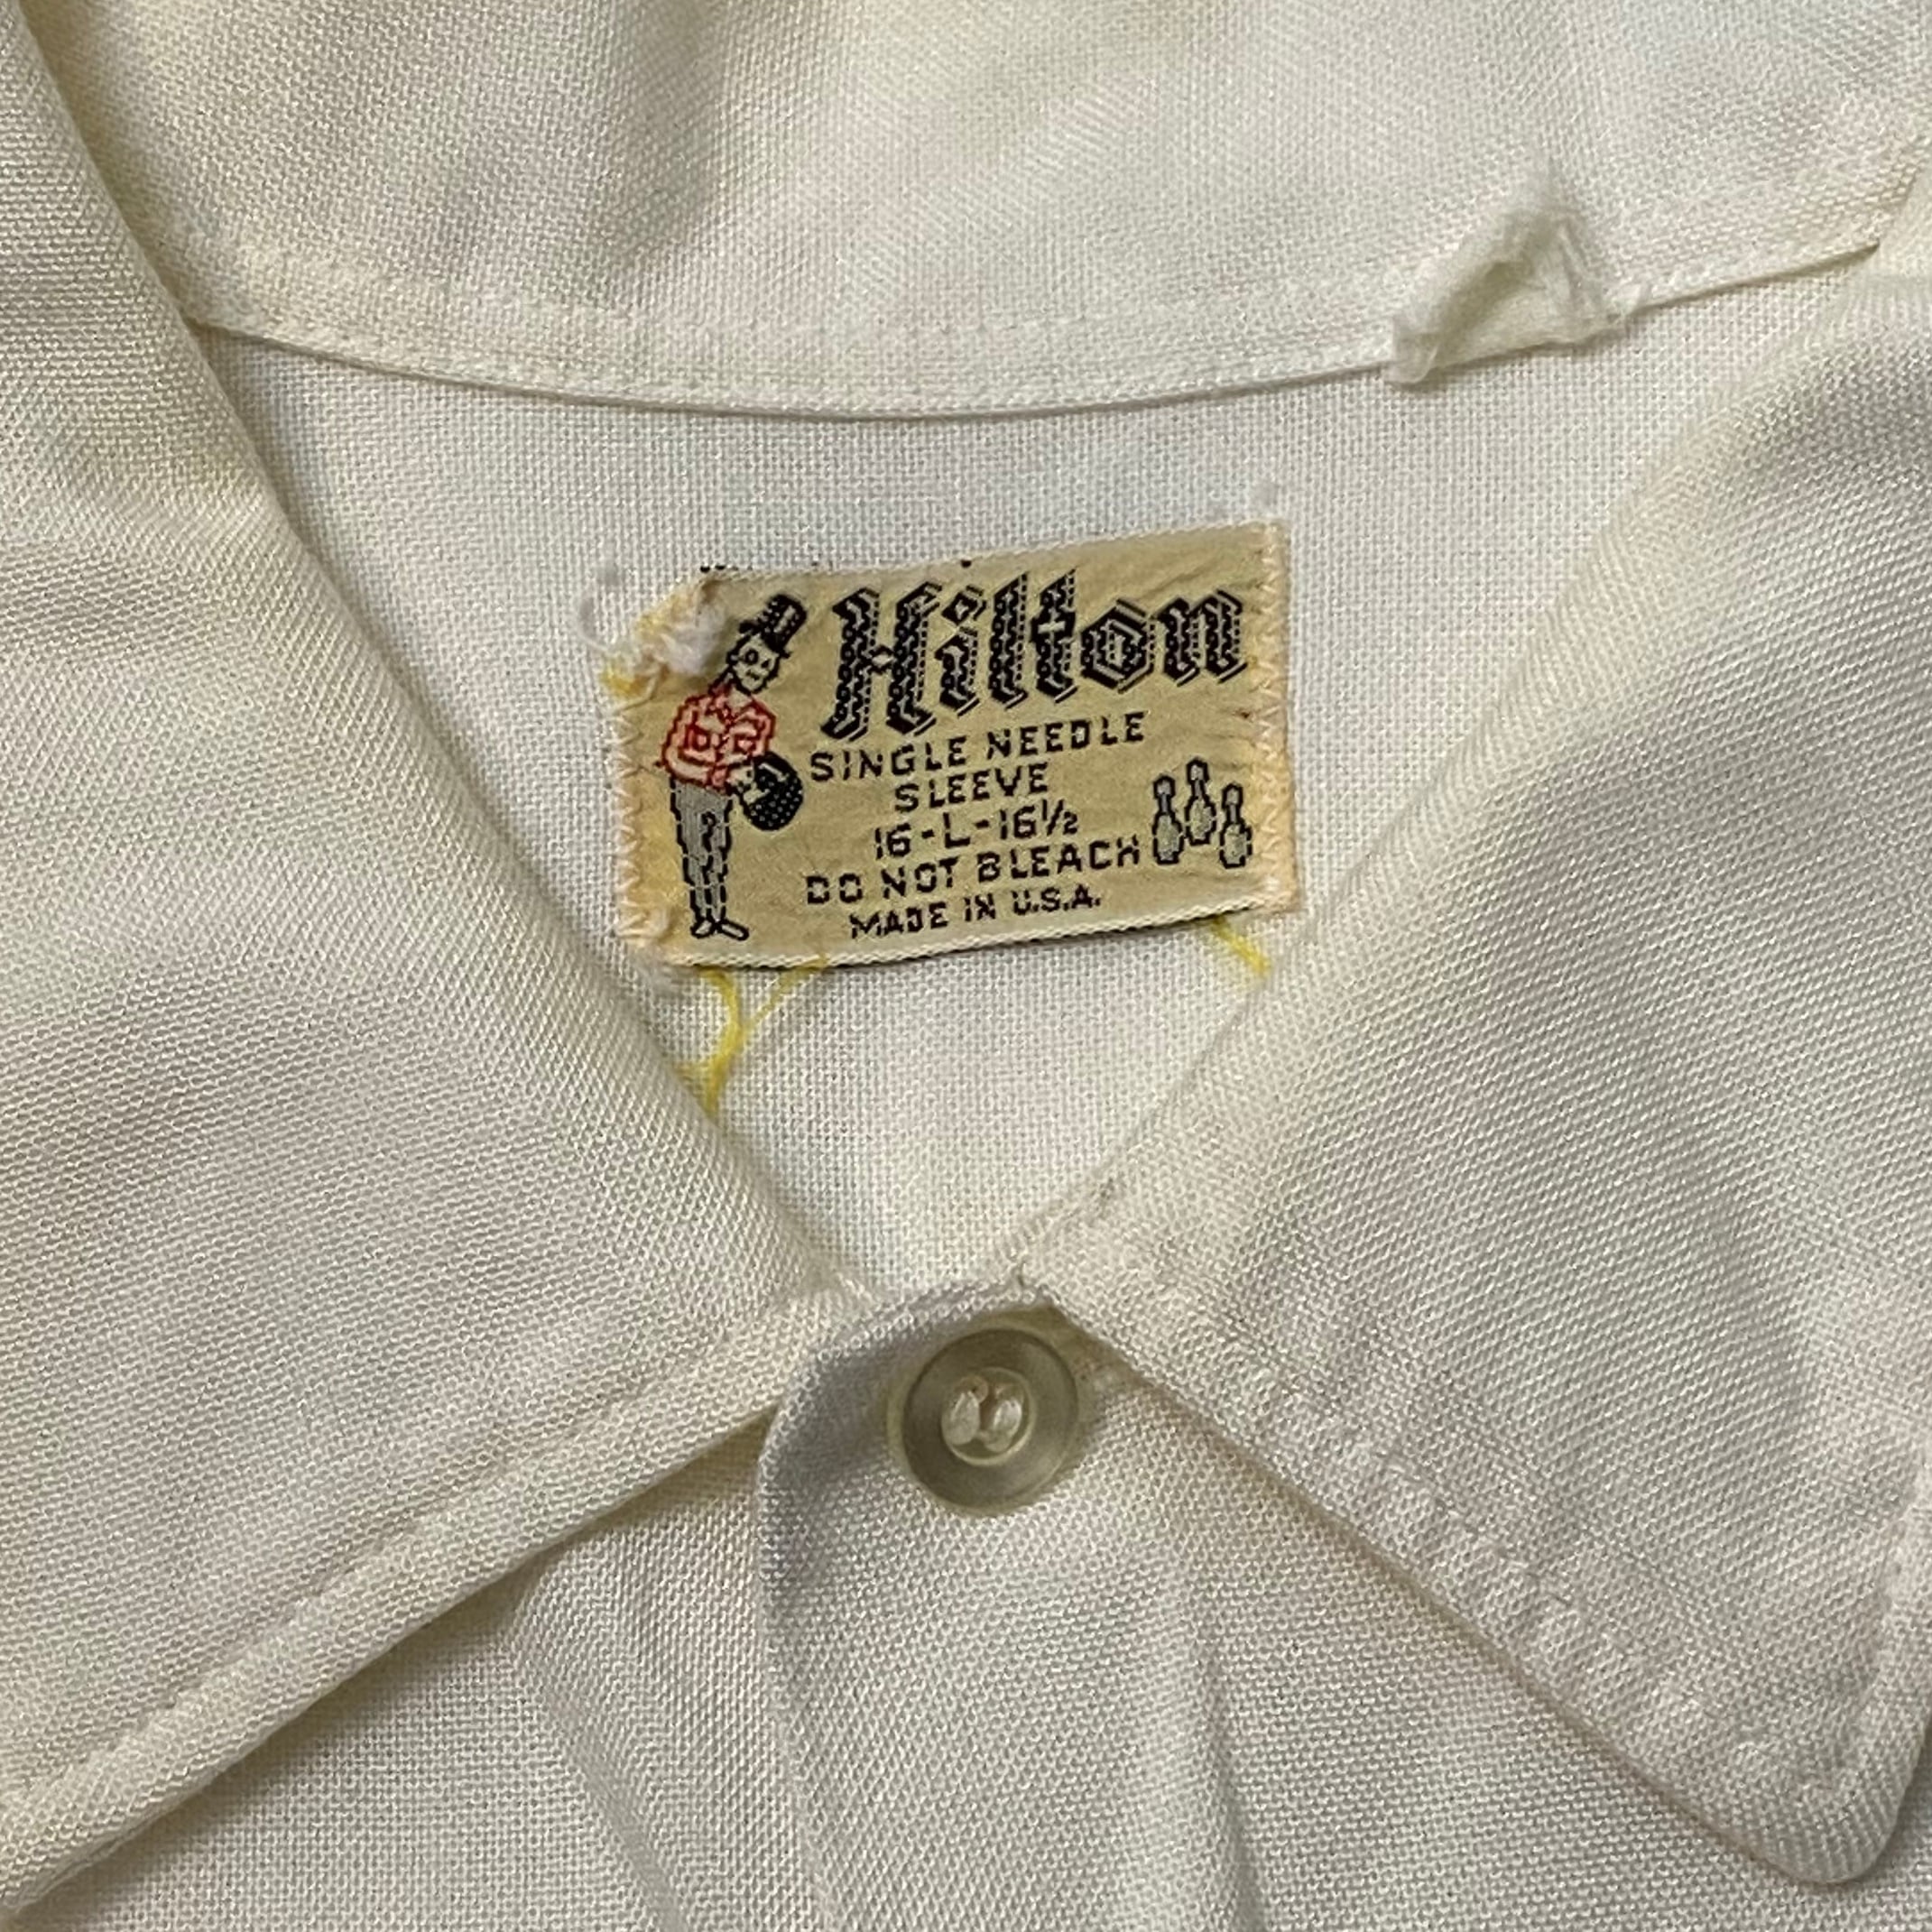 Hilton
SINGLE NEEDLE
SLEEVE
16-L-16½
DO NOT BLEACH
MADE IN U.S.A.